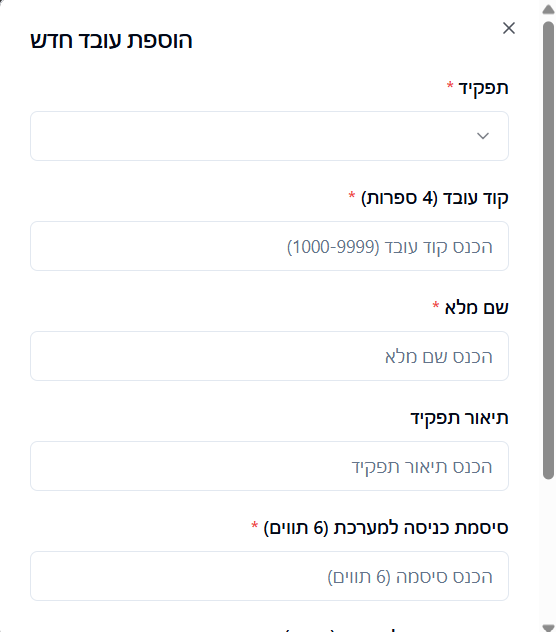 הוספת עובד חדש
תפקיד *
קוד עובד (4 ספרות) *
הכנס קוד עובד (1000-9999)
שם מלא *
הכנס שם מלא
תיאור תפקיד
הכנס תיאור תפקיד
סיסמת כניסה למערכת (6 תווים) *
הכנס סיסמה (6 תווים)